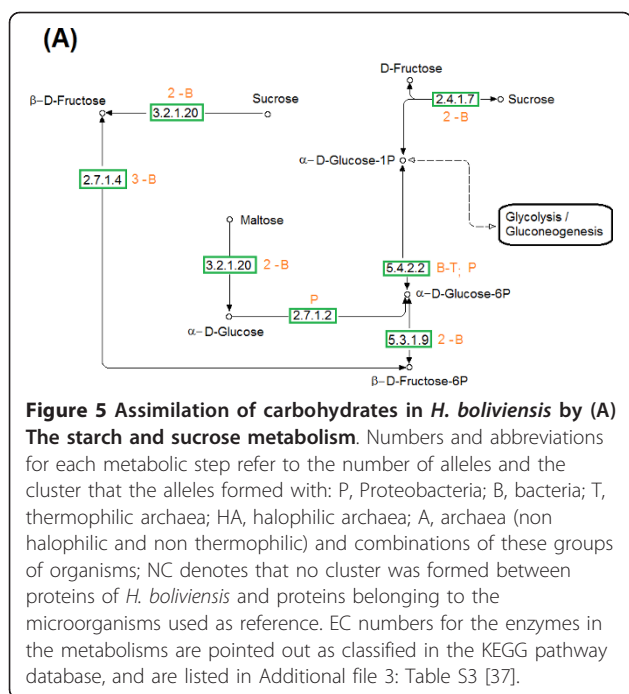 (A)
D-Fructose
2 -B
β-D-Fructose
3.2.1.20
Sucrose
2.4.1.7
Sucrose
2 -B
2.7.1.4
3 -B
α-D-Glucose-1P
Maltose
Glycolysis /
Gluconeogenesis
3.2.1.20
2 -B
5.4.2.2
B-T; P
P
α-D-Glucose-6P
α-D-Glucose
2.7.1.2
5.3.1.9
2 -B
β-D-Fructose-6P
Figure 5 Assimilation of carbohydrates in H. boliviensis by (A)
The starch and sucrose metabolism. Numbers and abbreviations
for each metabolic step refer to the number of alleles and the
cluster that the alleles formed with: P, Proteobacteria; B, bacteria; T,
thermophilic archaea; HA, halophilic archaea; A, archaea (non
halophilic and non thermophilic) and combinations of these groups
of organisms; NC denotes that no cluster was formed between
proteins of H. boliviensis and proteins belonging to the
microorganisms used as reference. EC numbers for the enzymes in
the metabolisms are pointed out as classified in the KEGG pathway
database, and are listed in Additional file 3: Table S3 [37].